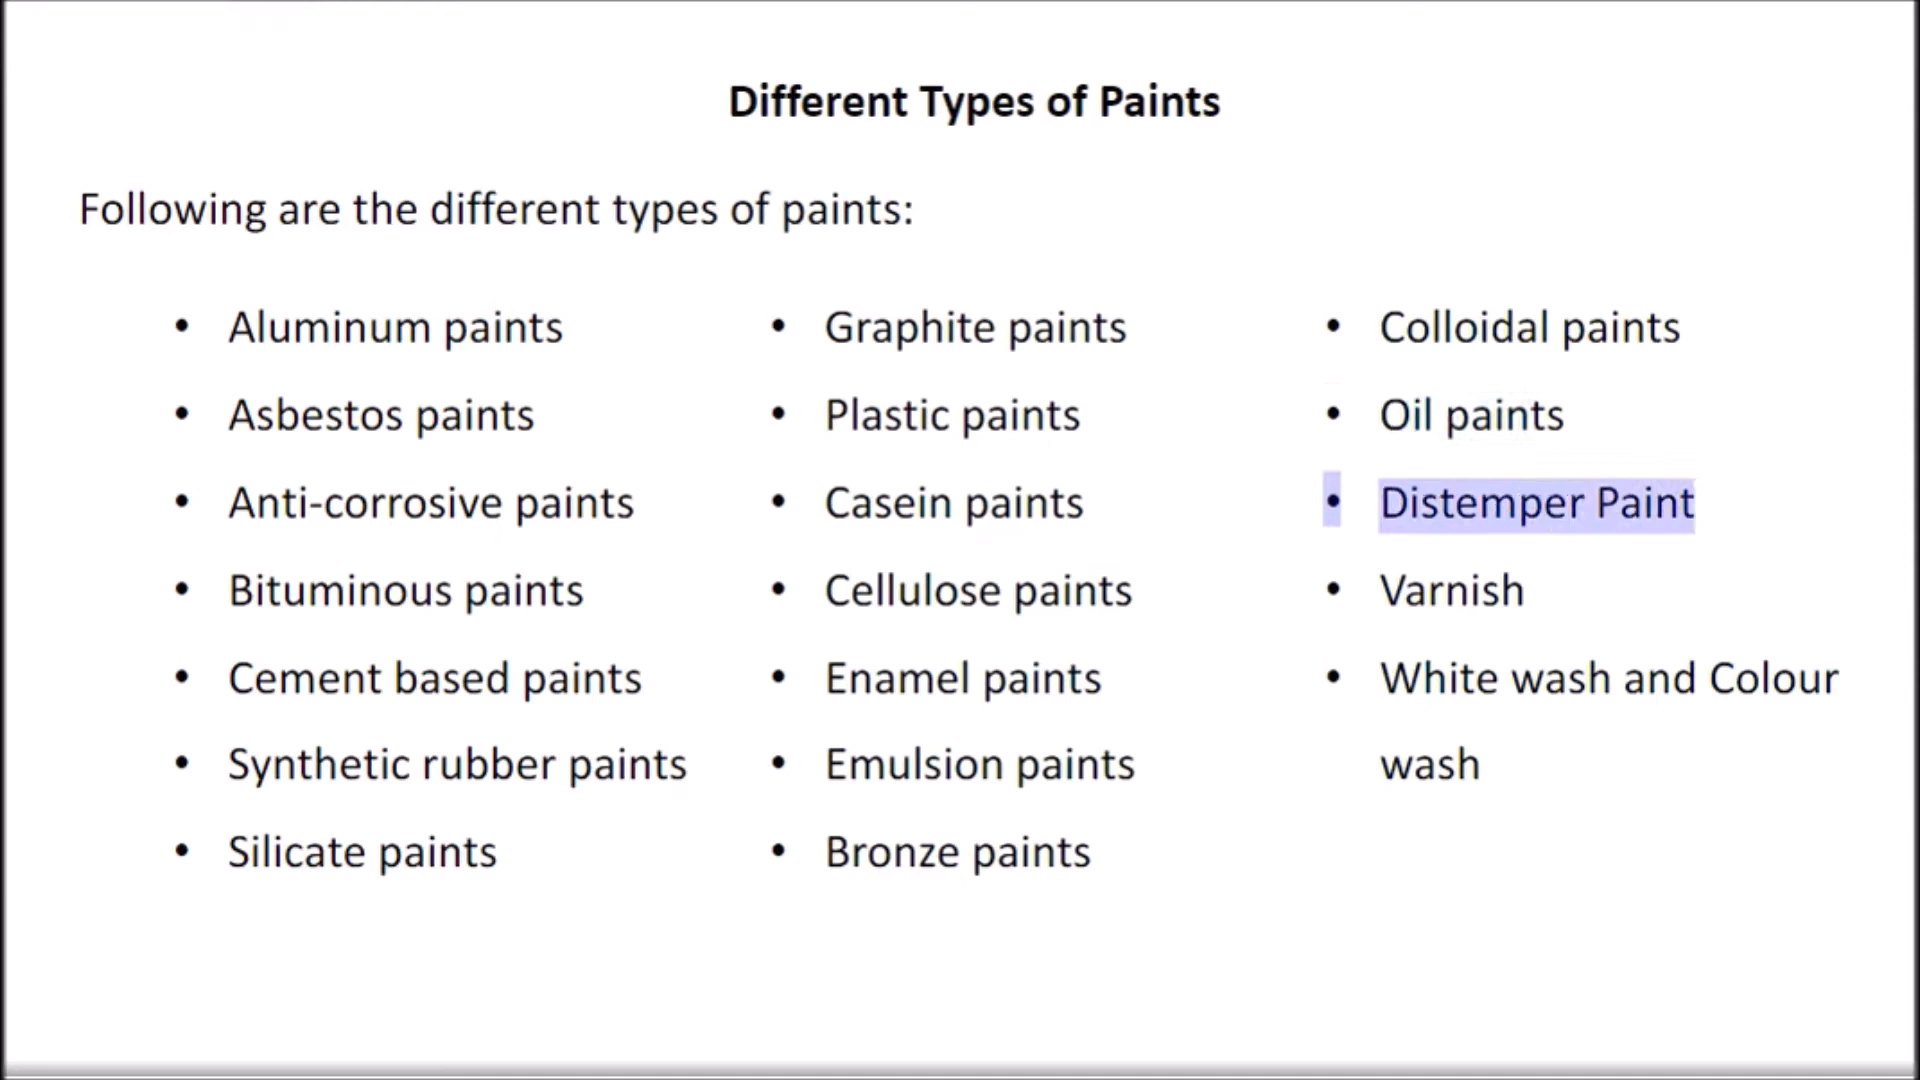 Different Types of Paints
Following are the different types of paints:
• Aluminum paints
• Asbestos paints
• Anti-corrosive paints
• Bituminous paints
• Cement based paints
• Synthetic rubber paints
• Silicate paints
• Graphite paints
• Plastic paints
• Casein paints
• Cellulose paints
• Enamel paints
• Emulsion paints
• Bronze paints
• Colloidal paints
• Oil paints
• Distemper Paint
• Varnish
• White wash and Colour
wash